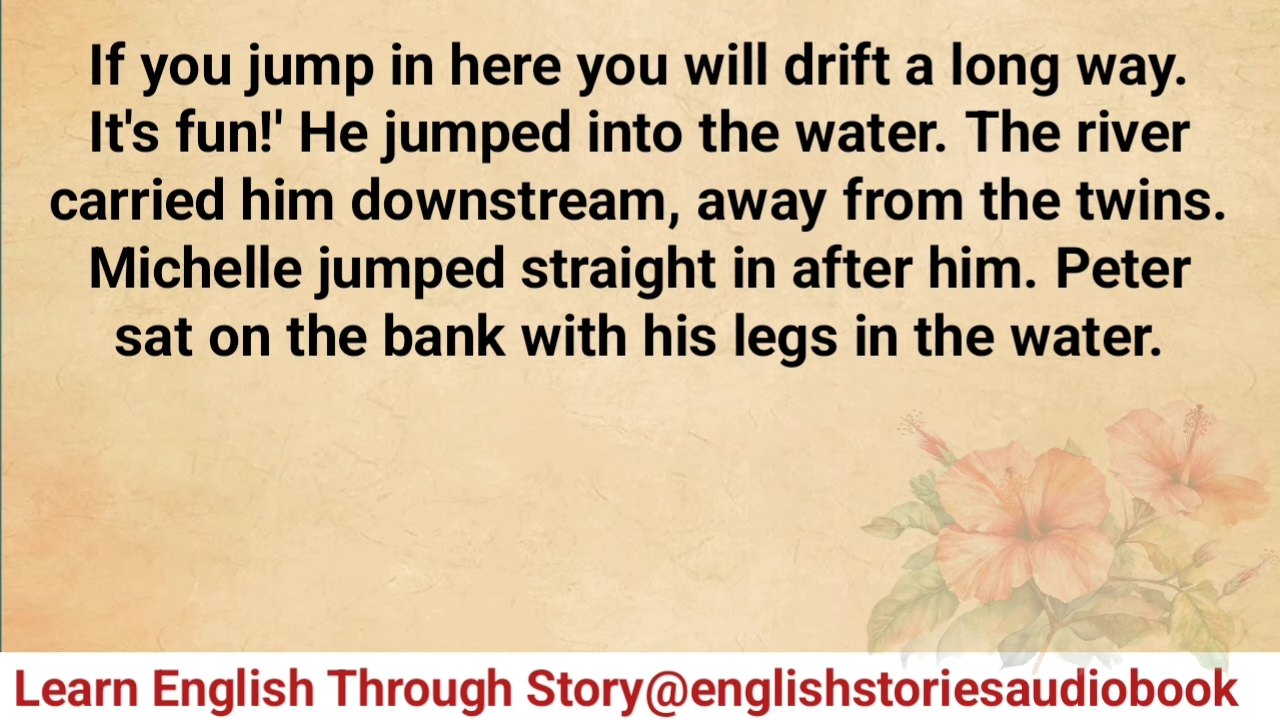 If you jump in here you will drift a long way.
It's fun!' He jumped into the water. The river
carried him downstream, away from the twins.
Michelle jumped straight in after him. Peter
sat on the bank with his legs in the water.
Learn English Through Story@englishstoriesaudiobook